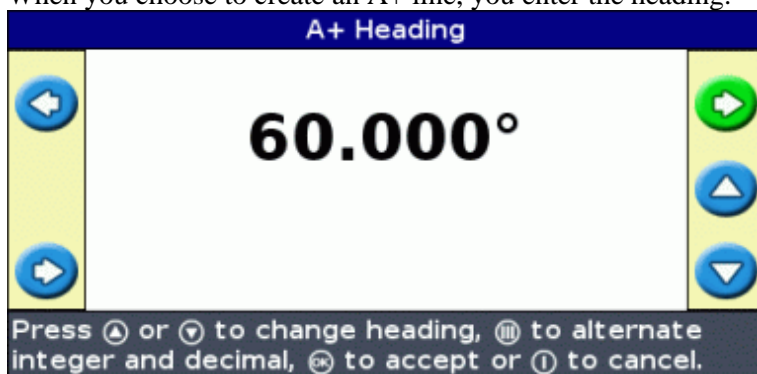 When you choose to create an A+ line, you enter the heading.
A+ Heading
60.000°
Press or to change heading, to alternate
integer and decimal, OK to accept or to cancel.